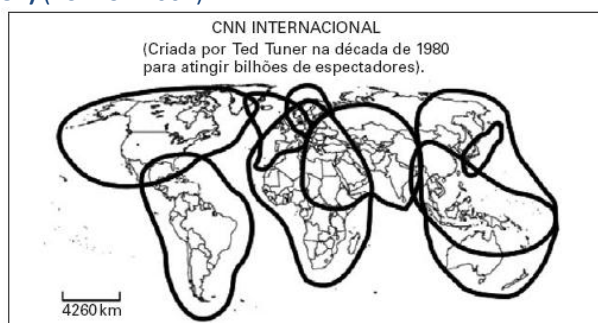 CNN INTERNACIONAL
(Criada por Ted Tuner na década de 1980
para atingir bilhões de espectadores).
4260 km